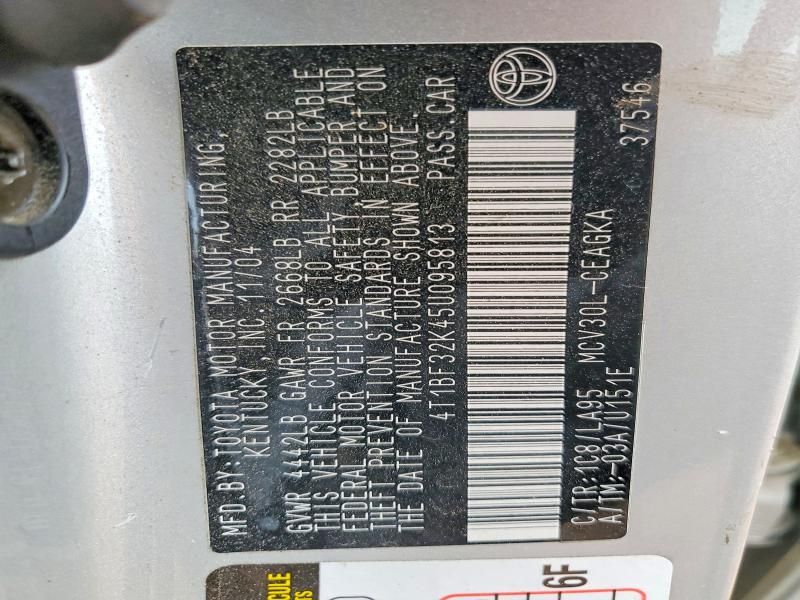 MFD. BY: TOYOTA MOTOR MANUFACTURING,
KENTUCKY, INC. 11/04
GVWR 4442LB GAWR FR 2668LB RR 2282LB
THIS VEHICLE CONFORMS TO ALL APPLICABLE
FEDERAL MOTOR VEHICLE SAFETY, BUMPER, AND
THEFT PREVENTION STANDARDS IN EFFECT ON
THE DATE OF MANUFACTURE SHOWN ABOVE.
4T1BF32K45U095813 PASS. CAR
C/TR: 1C8/LA95 MCV30L-CEAGKA
A/TM:-03A/U151E 37546
6F